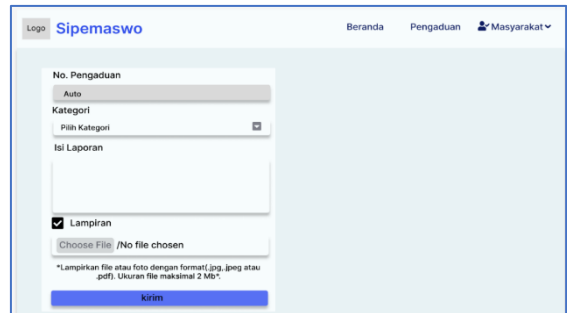 Logo Sipemaswo Beranda Pengaduan Masyarakat
No. Pengaduan
Auto
Kategori
Pilih Kategori
Isi Laporan
Lampiran
Choose File /No file chosen
*Lampirkan file atau foto dengan format(.jpg,.jpeg atau
.pdf). Ukuran file maksimal 2 Mb*.
kirim